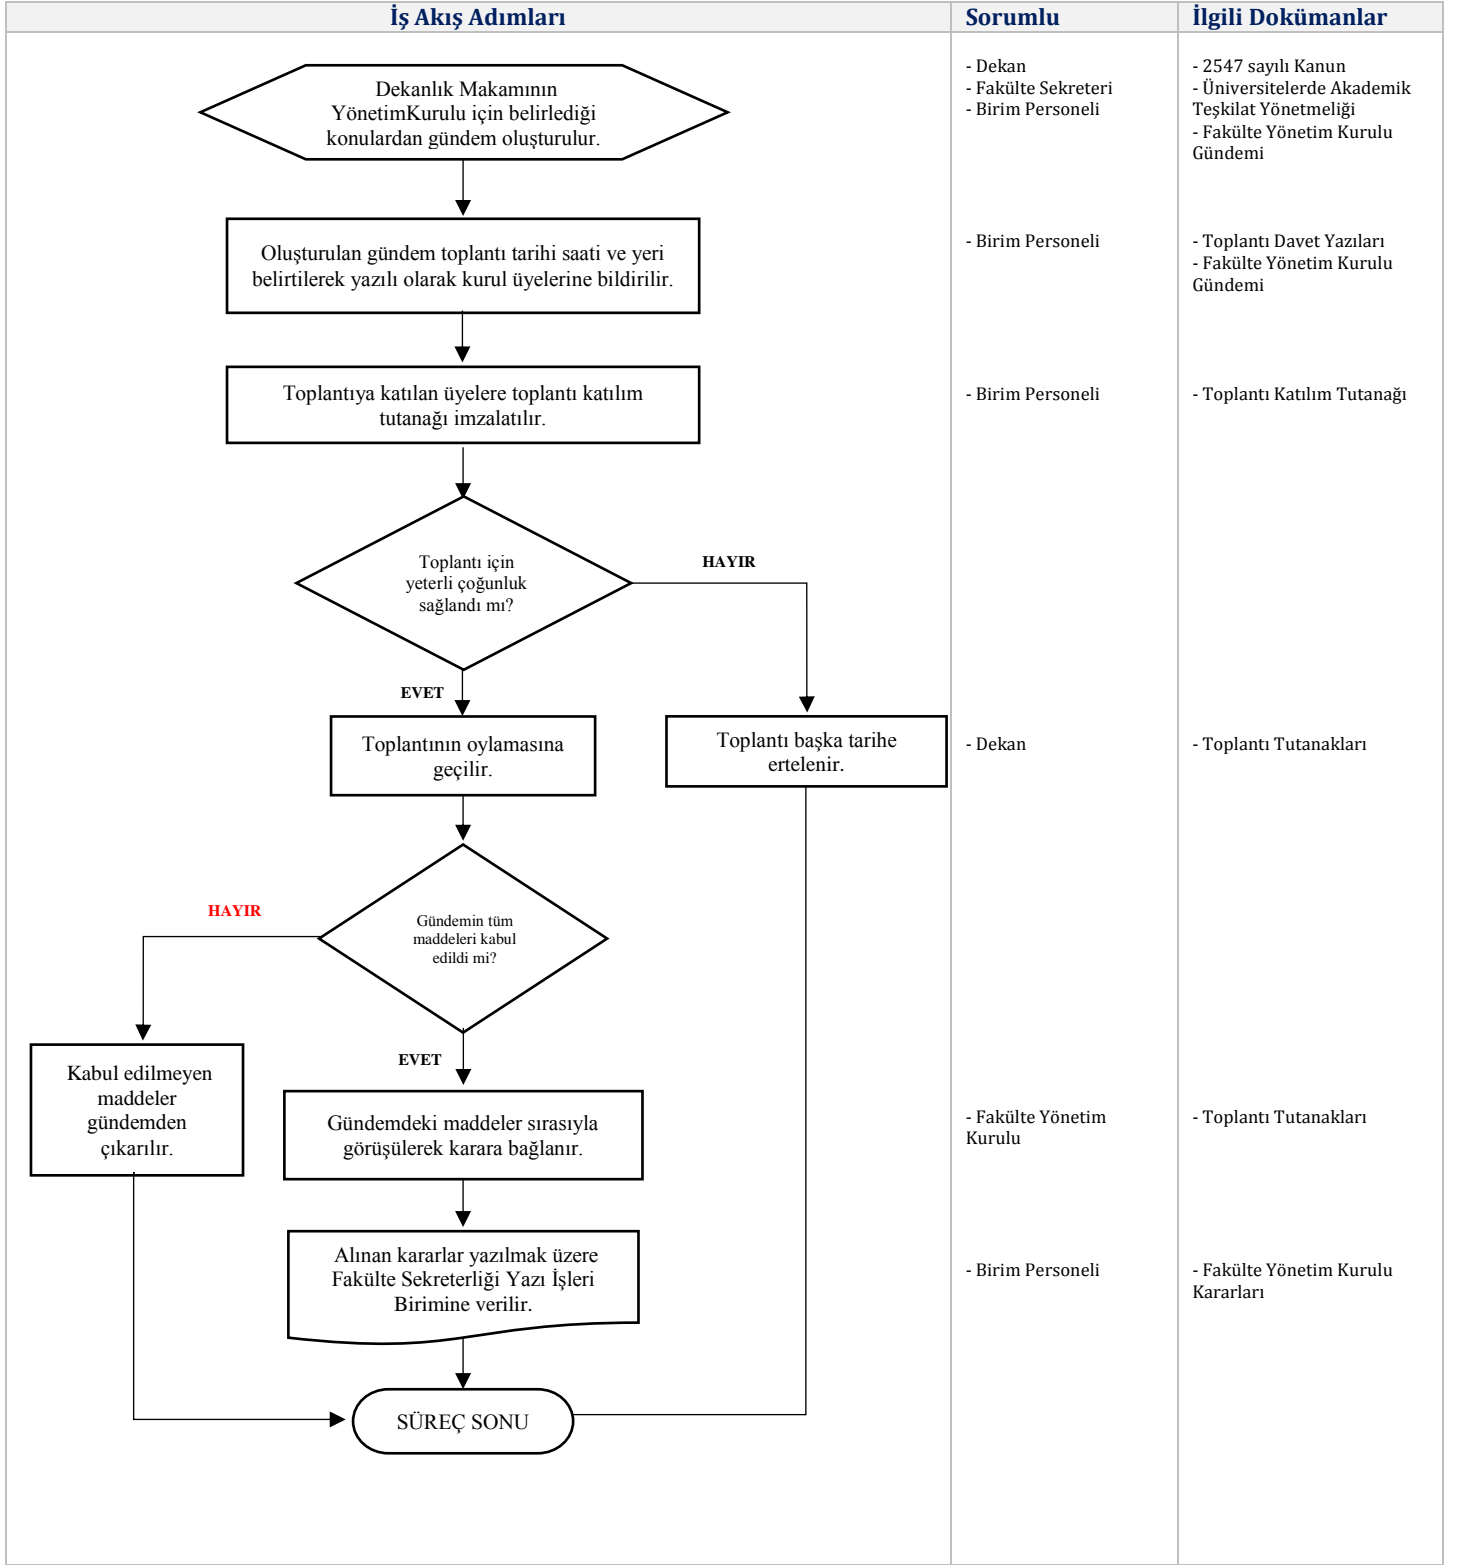 İş Akış Adımları
Sorumlu
İlgili Dokümanlar
Dekanlık Makamının
YönetimKurulu için belirlediği
konulardan gündem oluşturulur.
- Dekan
- Fakülte Sekreteri
- Birim Personeli
- 2547 sayılı Kanun
- Üniversitelerde Akademik
Teşkilat Yönetmeliği
- Fakülte Yönetim Kurulu
Gündemi
Oluşturulan gündem toplantı tarihi saati ve yeri
belirtilerek yazılı olarak kurul üyelerine bildirilir.
- Birim Personeli
- Toplantı Davet Yazıları
- Fakülte Yönetim Kurulu
Gündemi
Toplantıya katılan üyelere toplantı katılım
tutanağı imzalatılır.
- Birim Personeli
- Toplantı Katılım Tutanağı
Toplantı için
yeterli çoğunluk
sağlandı mı?
HAYIR
EVET
Toplantının oylamasına
geçilir.
Toplantı başka tarihe
ertelenir.
- Dekan
- Toplantı Tutanakları
Gündemin tüm
maddeleri kabul
edildi mi?
HAYIR
EVET
Kabul edilmeyen
maddeler
gündemden
çıkarılır.
Gündemdeki maddeler sırasıyla
görüşülerek karara bağlanır.
- Fakülte Yönetim
Kurulu
- Toplantı Tutanakları
Alınan kararlar yazılmak üzere
Fakülte Sekreterliği Yazı İşleri
Birimine verilir.
- Birim Personeli
- Fakülte Yönetim Kurulu
Kararları
SÜREÇ SONU